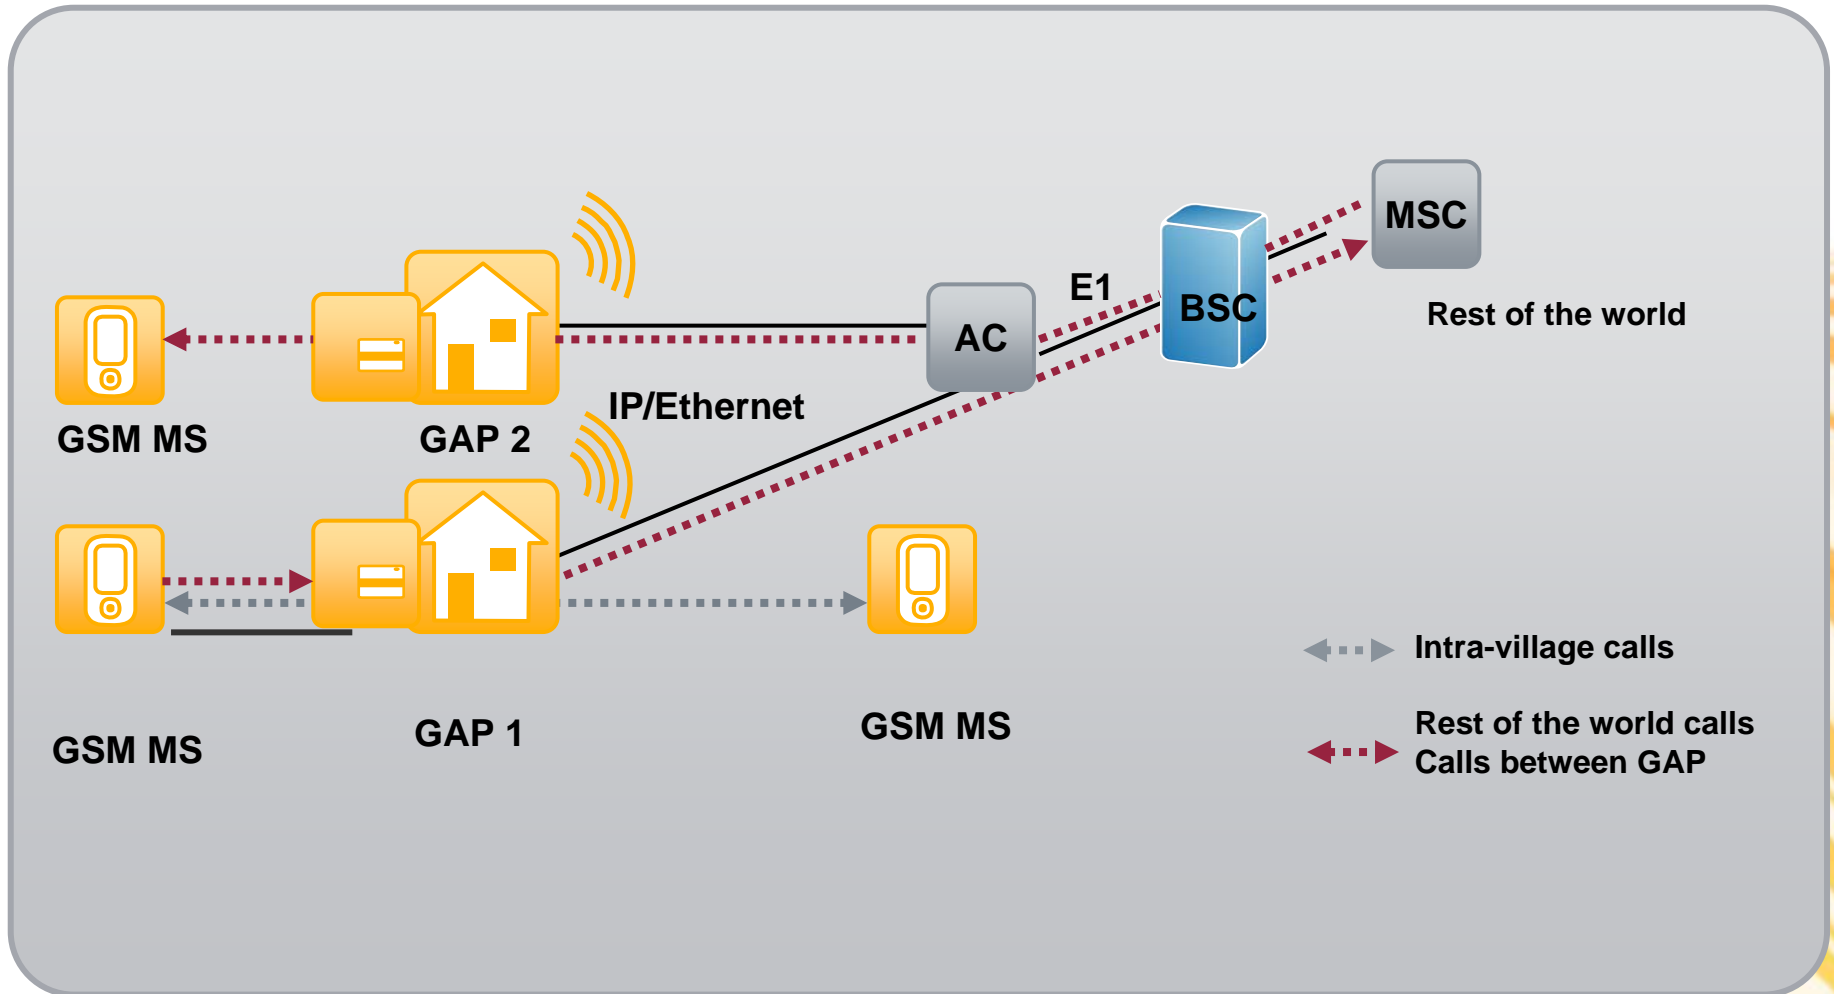 MSC
E1
BSC
Rest of the world
AC
IP/Ethernet
GSM MS
GAP 2
Intra-village calls
GSM MS
GAP 1
GSM MS
Rest of the world calls
Calls between GAP